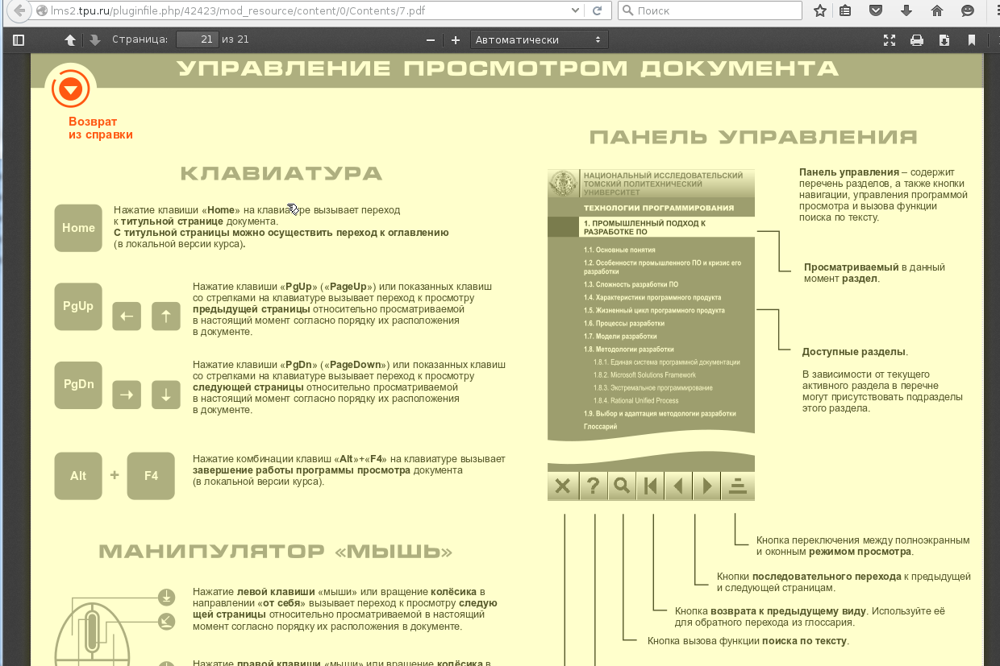 lms2.tpu.ru/pluginfile.php/42423/mod_resource/content/0/Contents/7.pdf
Поиск
Страница:
21
из 21
Автоматически
УПРАВЛЕНИЕ ПРОСМОТРОМ ДОКУМЕНТА
Возврат
из справки
КЛАВИАТУРА
Home
Нажатие клавиши «Home» на клавиатуре вызывает переход
к титульной странице документа.
С титульной страницы можно осуществить переход к оглавлению
(в локальной версии курса).
PgUp
Нажатие клавиши «PgUp» («PageUp») или показанных клавиш
со стрелками на клавиатуре вызывает переход к просмотру
предыдущей страницы относительно просматриваемой
в настоящий момент согласно порядку их расположения
в документе.
PgDn
Нажатие клавиши «PgDn» («PageDown») или показанных клавиш
со стрелками на клавиатуре вызывает переход к просмотру
следующей страницы относительно просматриваемой
в настоящий момент согласно порядку их расположения
в документе.
Alt + F4
Нажатие комбинации клавиш «Alt»+«F4» на клавиатуре вызывает
завершение работы программы просмотра документа
(в локальной версии курса).
МАНИПУЛЯТОР «МЫШЬ»
Нажатие левой клавиши «мыши» или вращение колёсика в
направлении «от себя» вызывает переход к просмотру следую
щей страницы относительно просматриваемой в настоящий
момент согласно порядку их расположения в документе.
Нажатие правой клавиши «мыши» или вращение колёсика в
ПАНЕЛЬ УПРАВЛЕНИЯ
НАЦИОНАЛЬНЫЙ ИССЛЕДОВАТЕЛЬСКИЙ
ТОМСКИЙ ПОЛИТЕХНИЧЕСКИЙ
УНИВЕРСИТЕТ
ТЕХНОЛОГИИ ПРОГРАММИРОВАНИЯ
1. ПРОМЫШЛЕННЫЙ ПОДХОД К
РАЗРАБОТКЕ ПО
1.1. Основные понятия
1.2. Особенности промышленного ПО и кризис его
разработки
1.3. Сложность разработки ПО
1.4. Характеристики программного продукта
1.5. Жизненный цикл программного продукта
1.6. Процессы разработки
1.7. Модели разработки
1.8. Методологии разработки
1.8.1. Единая система программной документации
1.8.2. Microsoft Solutions Framework
1.8.3. Экстремальное программирование
1.8.4. Rational Unified Process
1.9. Выбор и адаптация методологии разработки
Глоссарий
?
Панель управления – содержит
перечень разделов, а также кнопки
навигации, управления программой
просмотра и вызова функции
поиска по тексту.
Просматриваемый в данный
момент раздел.
Доступные разделы.
В зависимости от текущего
активного раздела в перечне
могут присутствовать подразделы
этого раздела.
Кнопка переключения между полноэкранным
и оконным режимом просмотра.
Кнопки последовательного перехода к предыдущей
и следующей страницам.
Кнопка возврата к предыдущему виду. Используйте её
для обратного перехода из глоссария.
Кнопка вызова функции поиска по тексту.